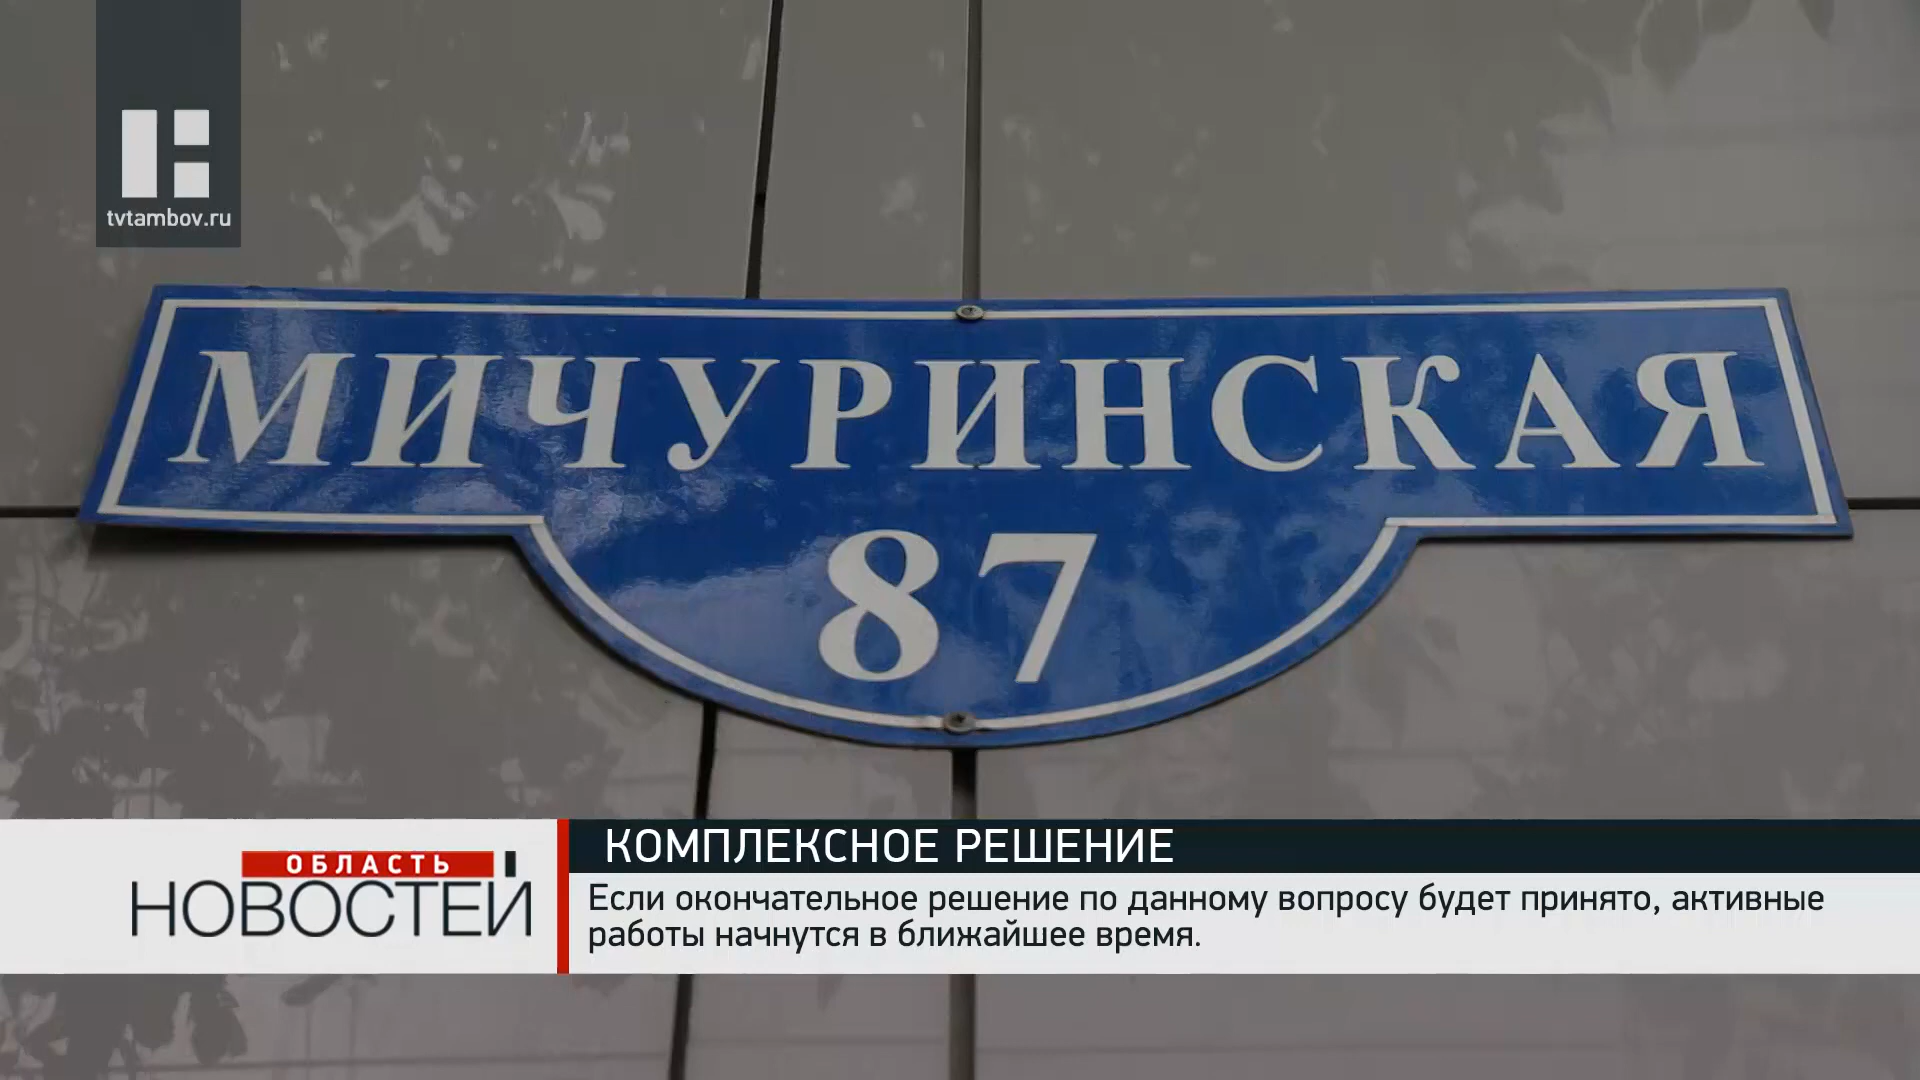 tvtambov.ru
МИЧУРИНСКАЯ
87
ОБЛАСТЬ
НОВОСТЕЙ
КОМПЛЕКСНОЕ РЕШЕНИЕ
Если окончательное решение по данному вопросу будет принято, активные
работы начнутся в ближайшее время.